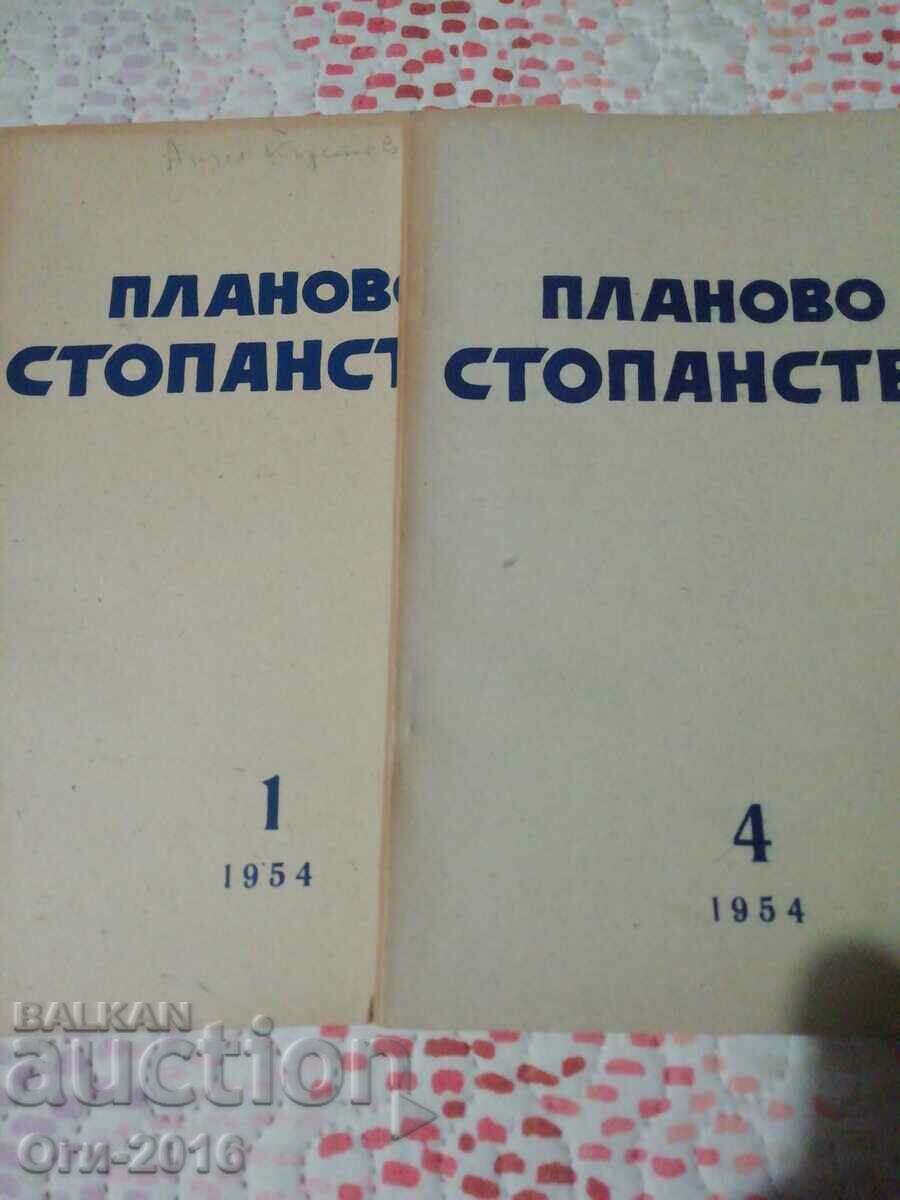 ПЛАНОВО
СТОПАНСТ
1
1954
ПЛАНОВО
СТОПАНСТВ
4
1954
BALKAN
auction
Оги-2016